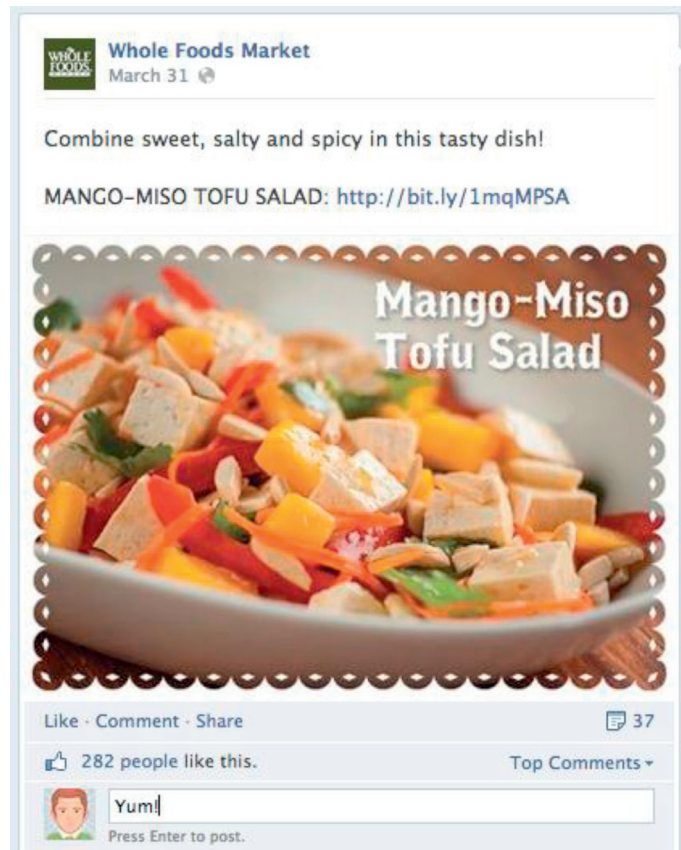 WHOLE
FOODS
MARKET
Whole Foods Market
March 31
Combine sweet, salty and spicy in this tasty dish!
MANGO-MISO TOFU SALAD: http://bit.ly/1mqMPSA
Mango-Miso
Tofu Salad
Like · Comment · Share
37
282 people like this.
Top Comments
Yum!
Press Enter to post.